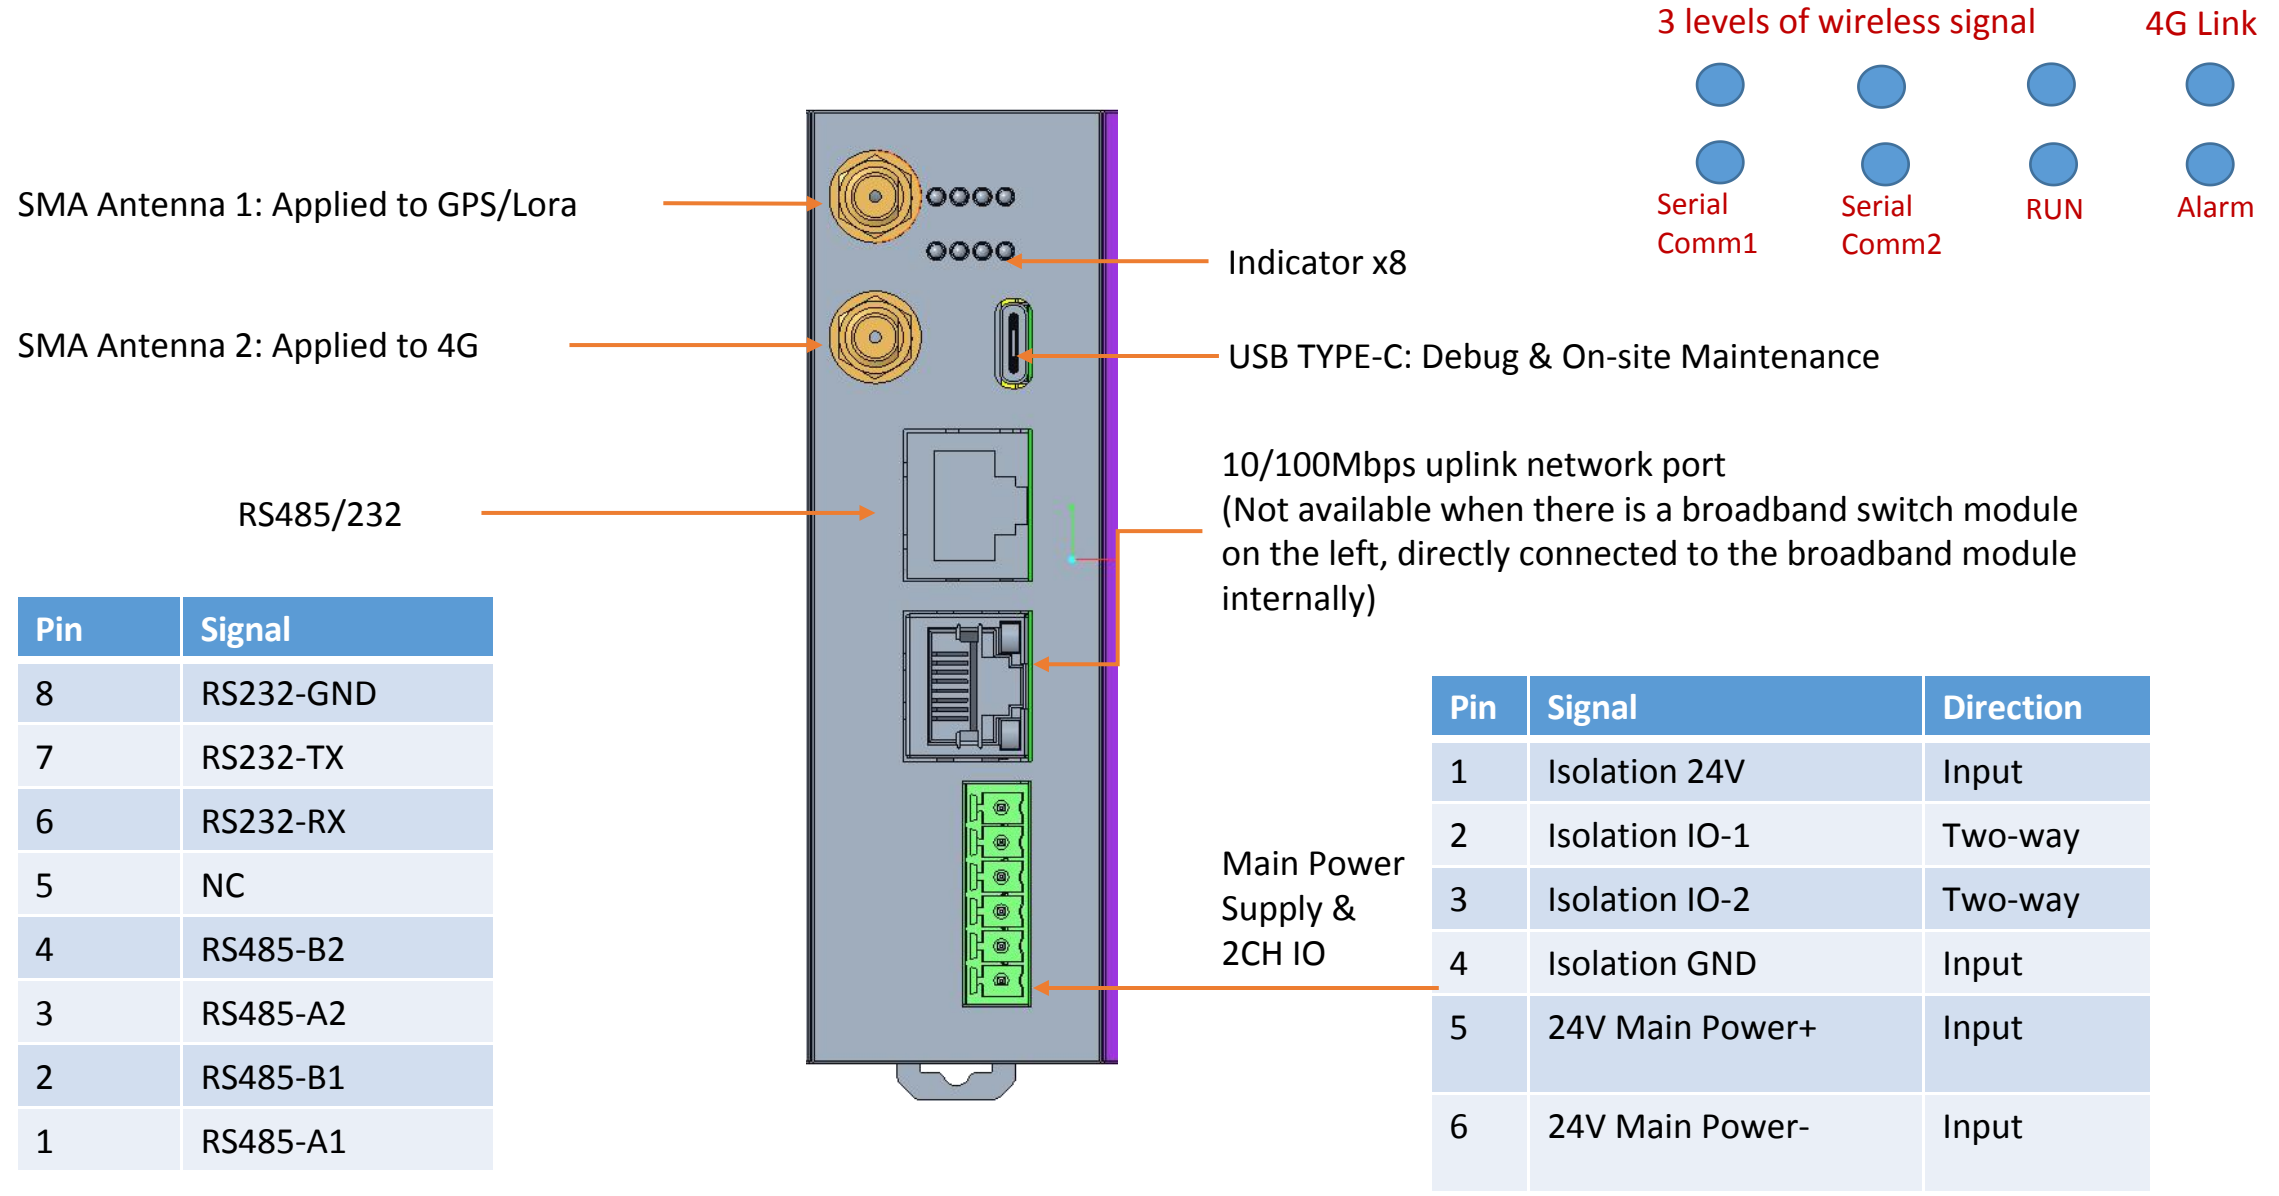 3 levels of wireless signal
4G Link
Serial
Comm1
Serial
Comm2
RUN
Alarm
SMA Antenna 1: Applied to GPS/Lora
Indicator x8
SMA Antenna 2: Applied to 4G
USB TYPE-C: Debug & On-site Maintenance
RS485/232
10/100Mbps uplink network port
(Not available when there is a broadband switch module
on the left, directly connected to the broadband module
internally)
Pin Signal
8 RS232-GND
7 RS232-TX
6 RS232-RX
5 NC
4 RS485-B2
3 RS485-A2
2 RS485-B1
1 RS485-A1
Main Power
Supply &
2CH IO
Pin Signal Direction
1 Isolation 24V Input
2 Isolation IO-1 Two-way
3 Isolation IO-2 Two-way
4 Isolation GND Input
5 24V Main Power+ Input
6 24V Main Power- Input